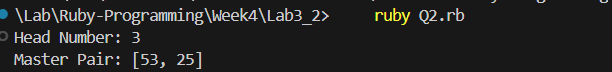 \Lab\Ruby-Programming\Week4\Lab3_2> ruby Q2.rb
Head Number: 3
Master Pair: [53, 25]